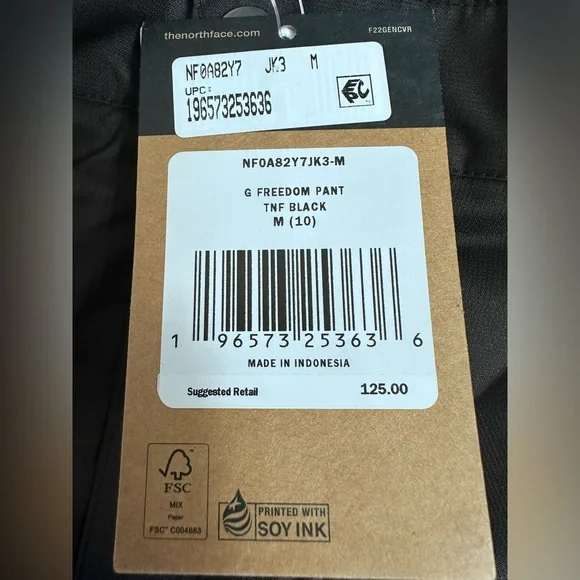 thenorthface.com
F22GENCVR
NF0A82Y7 JK3 M
UPC:
196573253636
NF0A82Y7JK3-M
G FREEDOM PANT
TNF BLACK
M (10)
1 96573 25363 6
MADE IN INDONESIA
Suggested Retail 125.00
FSC
MIX
Paper
FSC™ C004683
PRINTED WITH
SOY INK